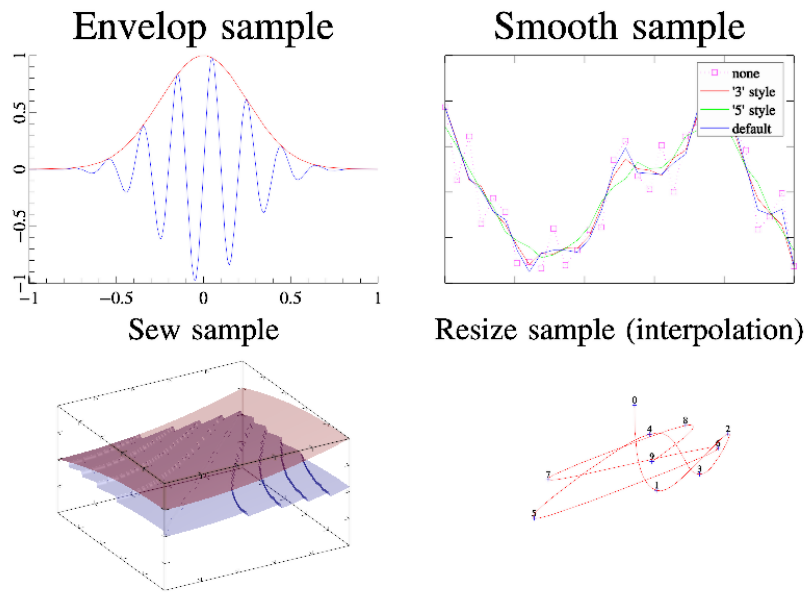 Envelop sample
Smooth sample
1
0.5
0
−0.5
−1
−1
−0.5
0
0.5
1
none
'3' style
'5' style
default
Sew sample
Resize sample (interpolation)
0
4
8
2
6
9
7
3
1
5